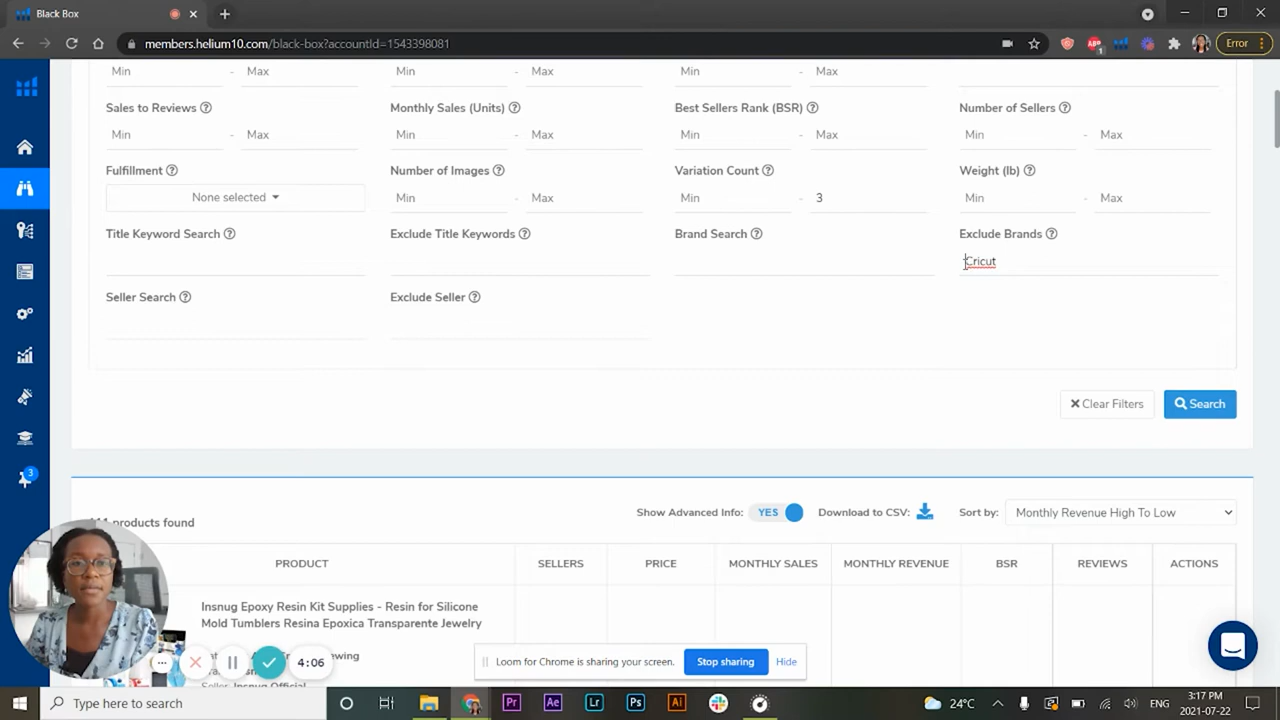 Black Box
members.helium10.com/black-box?accountId=1543398081
Error
Min - Max Min - Max Min - Max
Sales to Reviews Monthly Sales (Units) Best Sellers Rank (BSR) Number of Sellers
Min - Max Min - Max Min - Max Min - Max
Fulfillment Number of Images Variation Count Weight (lb)
None selected Min - Max Min - 3 Min - Max
Title Keyword Search Exclude Title Keywords Brand Search Exclude Brands
Cricut
Seller Search Exclude Seller
Clear Filters Search
3
products found Show Advanced Info: YES Download to CSV: Sort by: Monthly Revenue High To Low
PRODUCT SELLERS PRICE MONTHLY SALES MONTHLY REVENUE BSR REVIEWS ACTIONS
Insnug Epoxy Resin Kit Supplies - Resin for Silicone
Mold Tumblers Resina Epoxica Transparente Jewelry
4:06
Loom for Chrome is sharing your screen. Stop sharing Hide
Type here to search Pr Ae Lr Ps Ai 24°C ENG 3:17 PM
2021-07-22